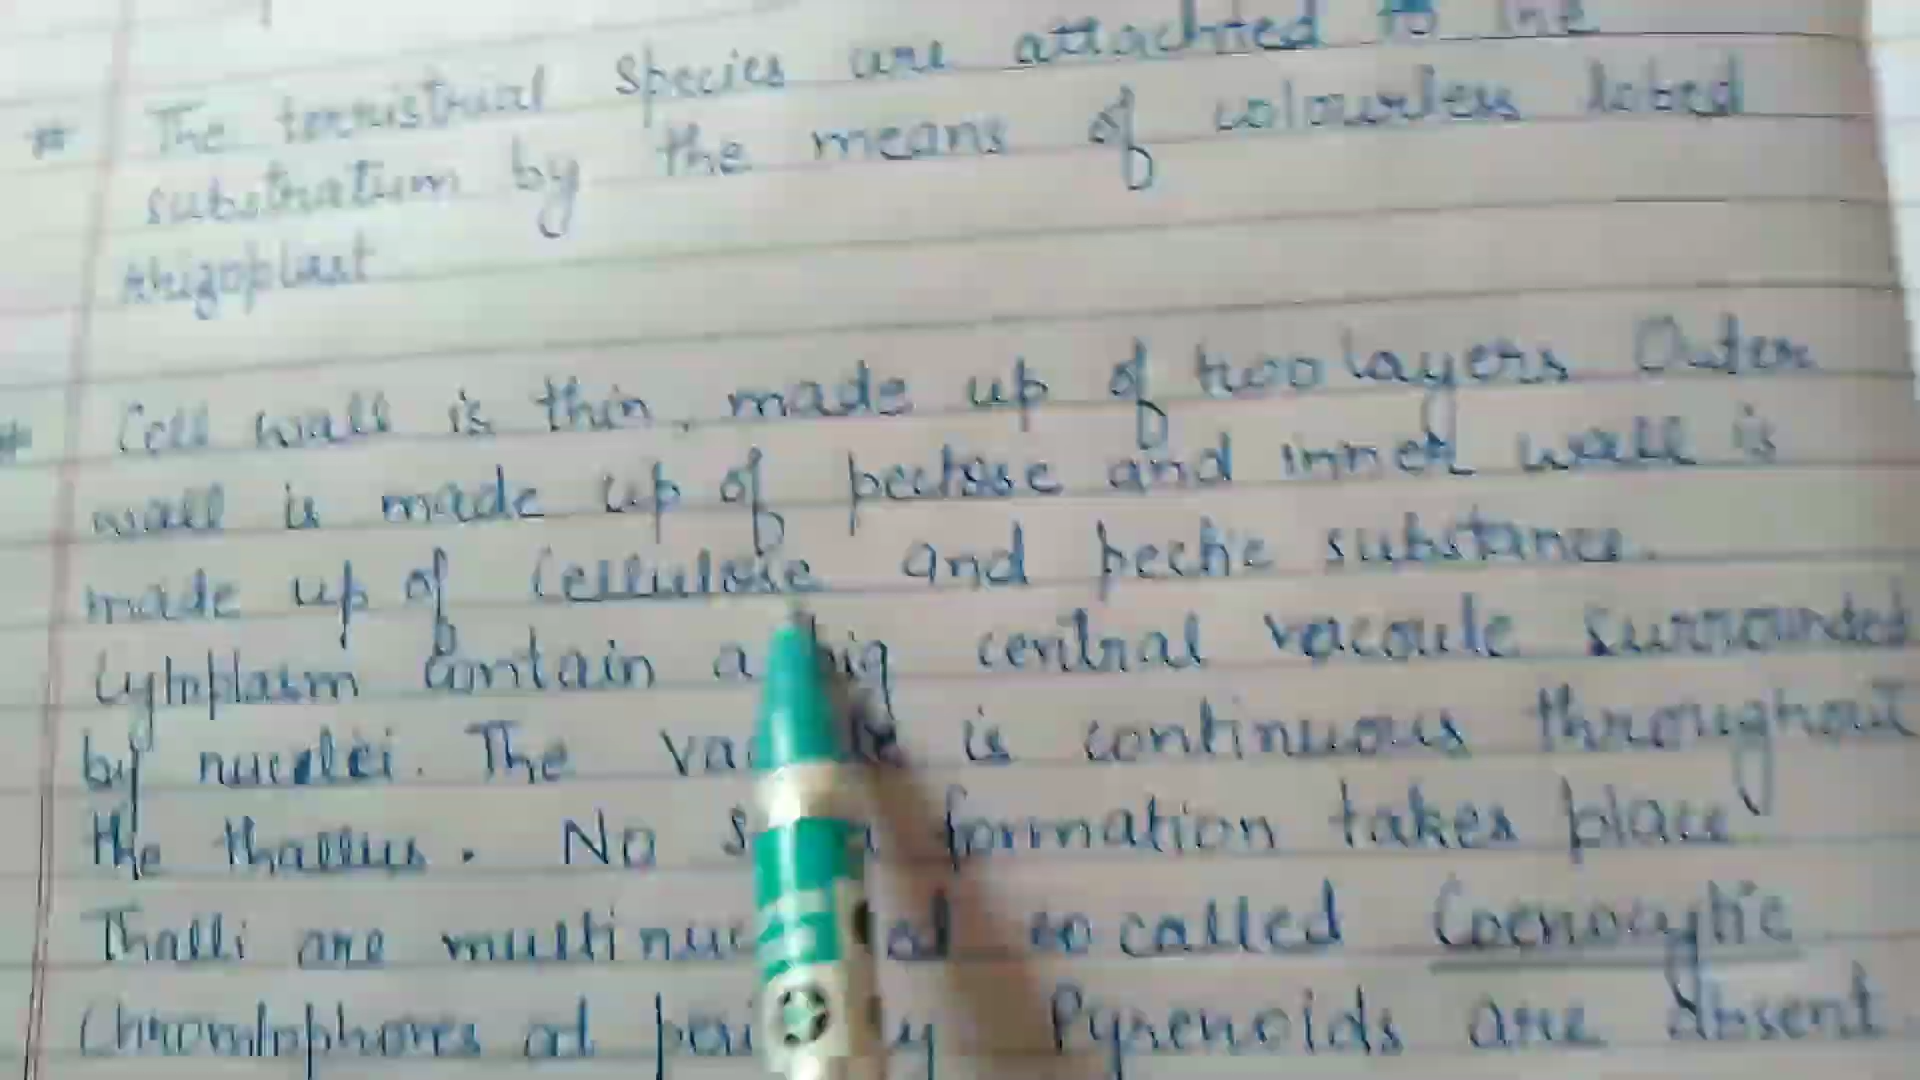 # The terristrial species are attached to the
substratum by the means of colourless lobed
rhizoplast
# Cell wall is thin, made up of two layers Outer
wall is made up of pectose and inner wall is
made up of Cellulose and pectic substance.
Cytoplasm contain a big central vacoule surrounded
by nuclei. The is continuous throughout
the thallus. No formation takes place
Thalli are so called Coenocytic
at Pyrenoids are absent